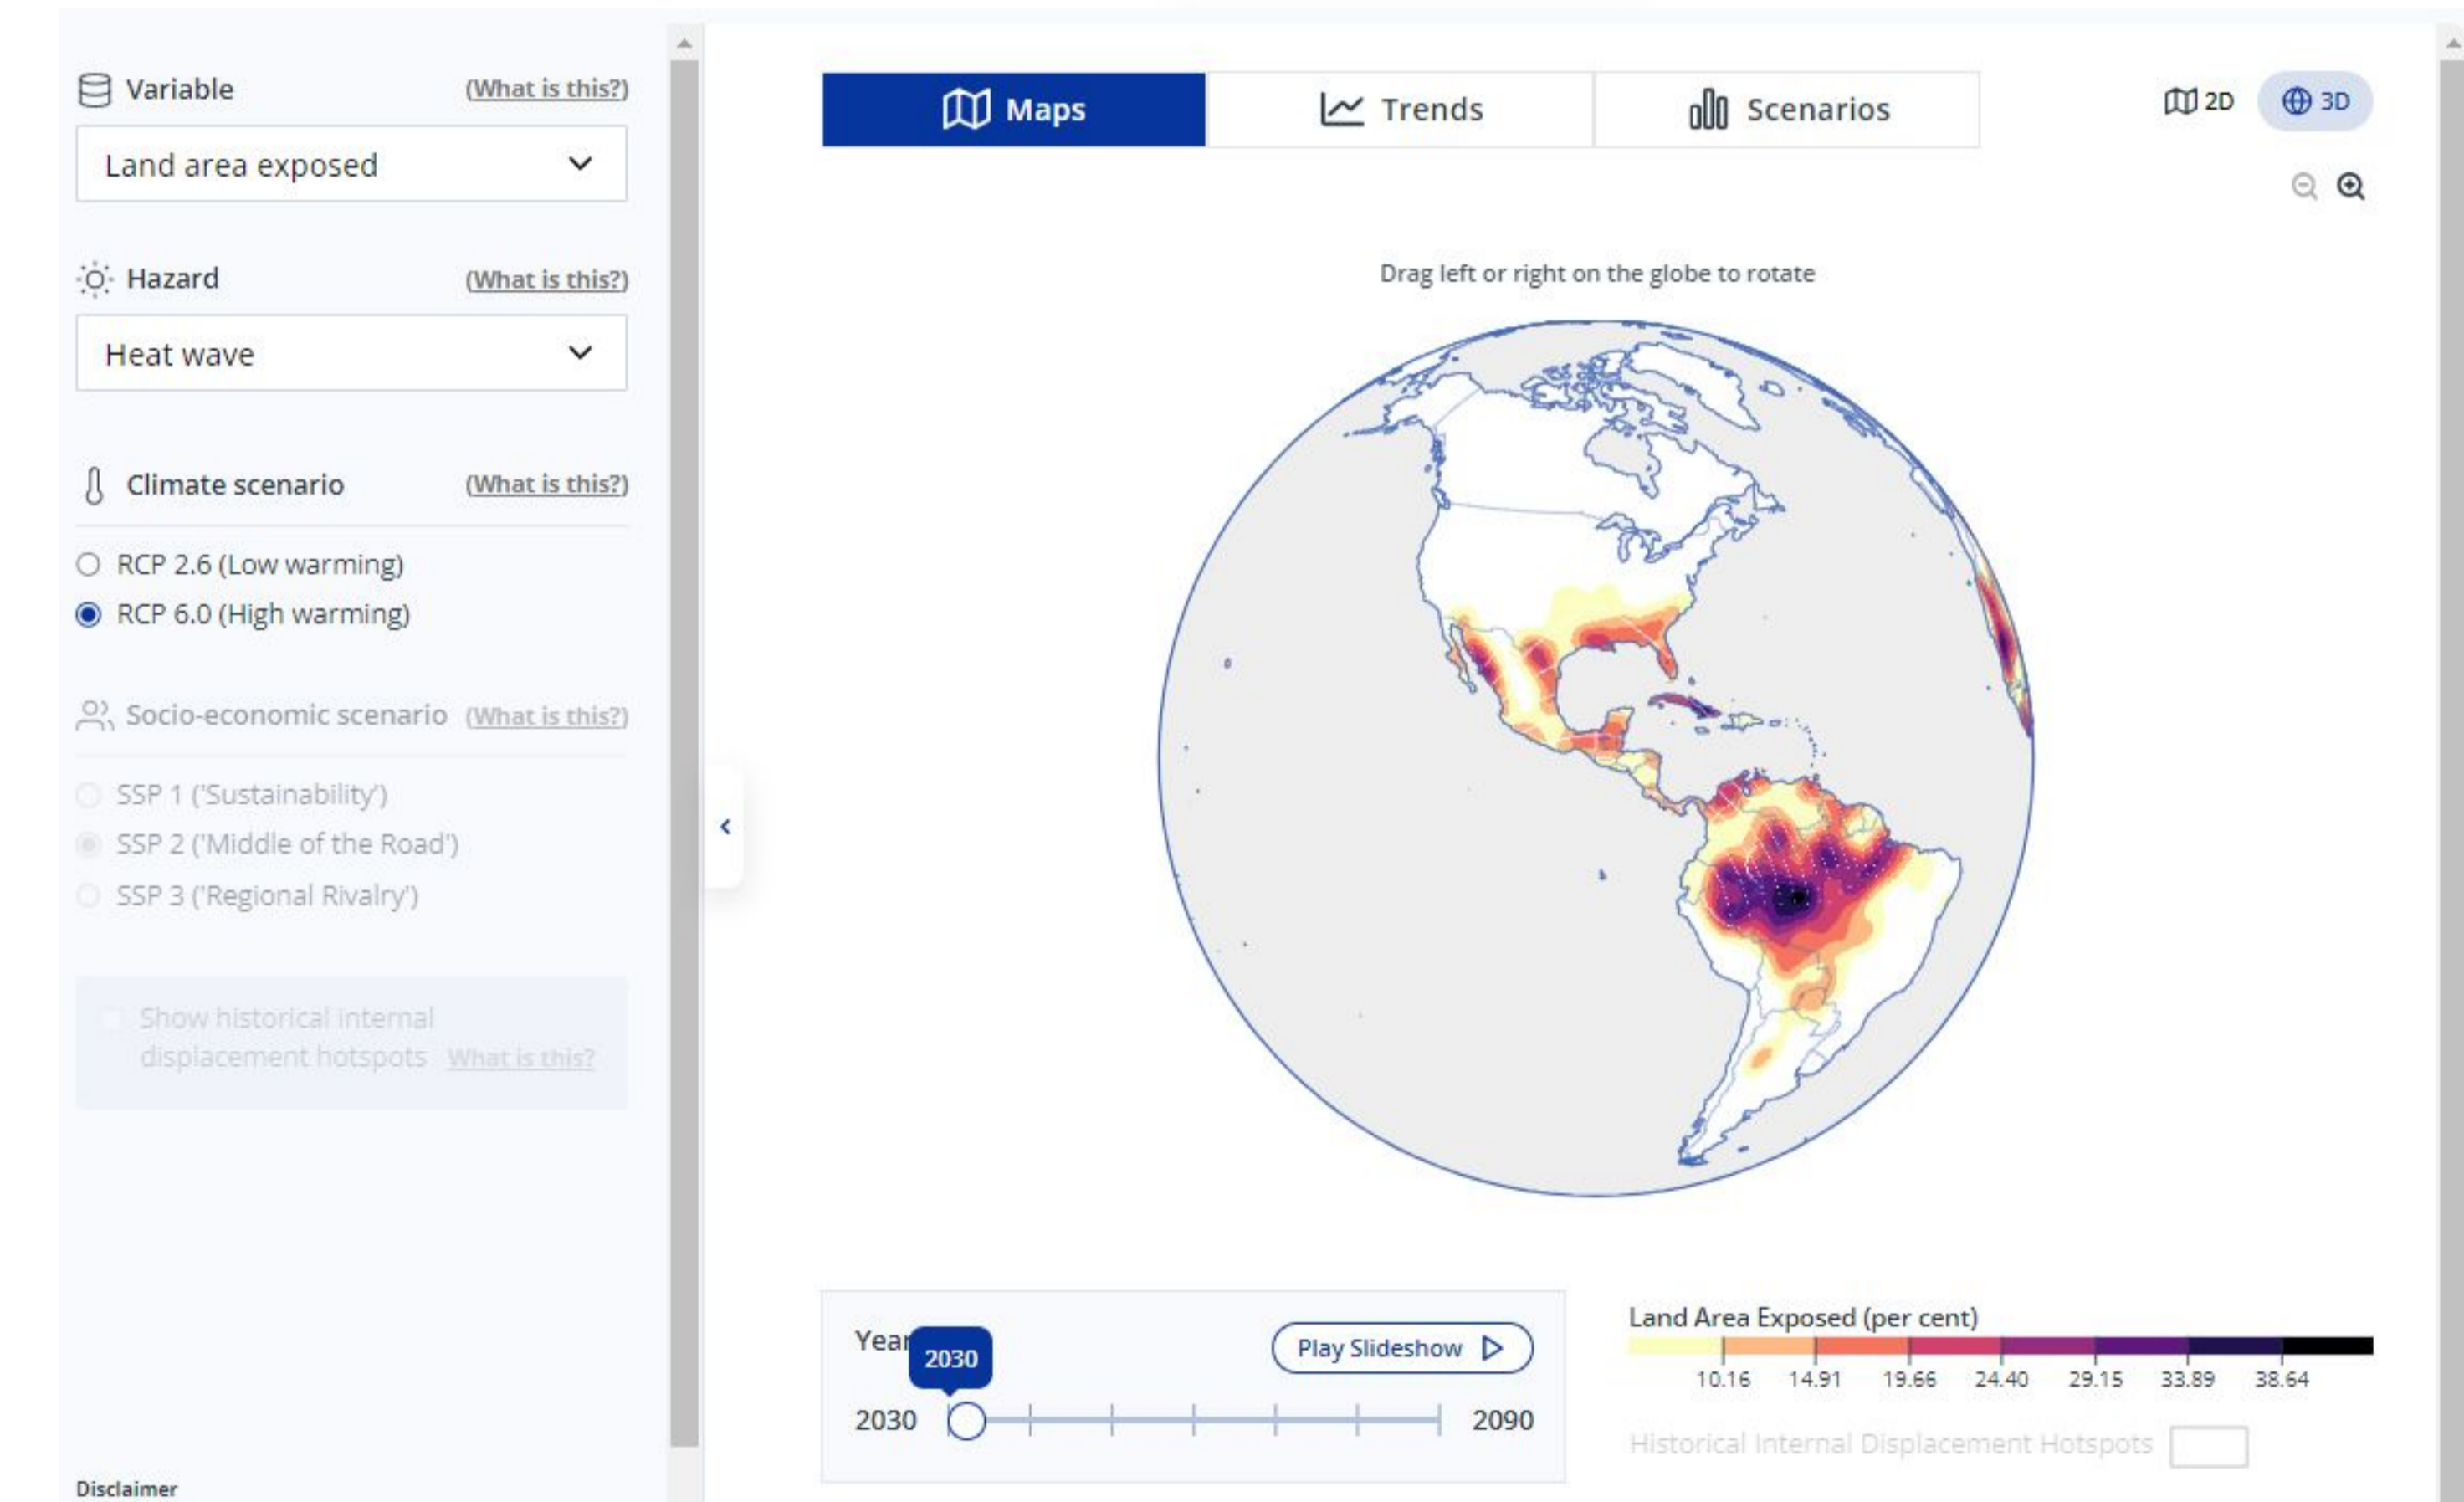 Variable (What is this?)
Land area exposed
Hazard (What is this?)
Heat wave
Climate scenario (What is this?)
RCP 2.6 (Low warming)
RCP 6.0 (High warming)
Socio-economic scenario (What is this?)
SSP 1 ('Sustainability')
SSP 2 ('Middle of the Road')
SSP 3 ('Regional Rivalry')
Show historical internal
displacement hotspots What is this?
Disclaimer
Maps Trends Scenarios
2D 3D
Drag left or right on the globe to rotate
Year
2030
Play Slideshow
2030 2090
Land Area Exposed (per cent)
10.16 14.91 19.66 24.40 29.15 33.89 38.64
Historical Internal Displacement Hotspots